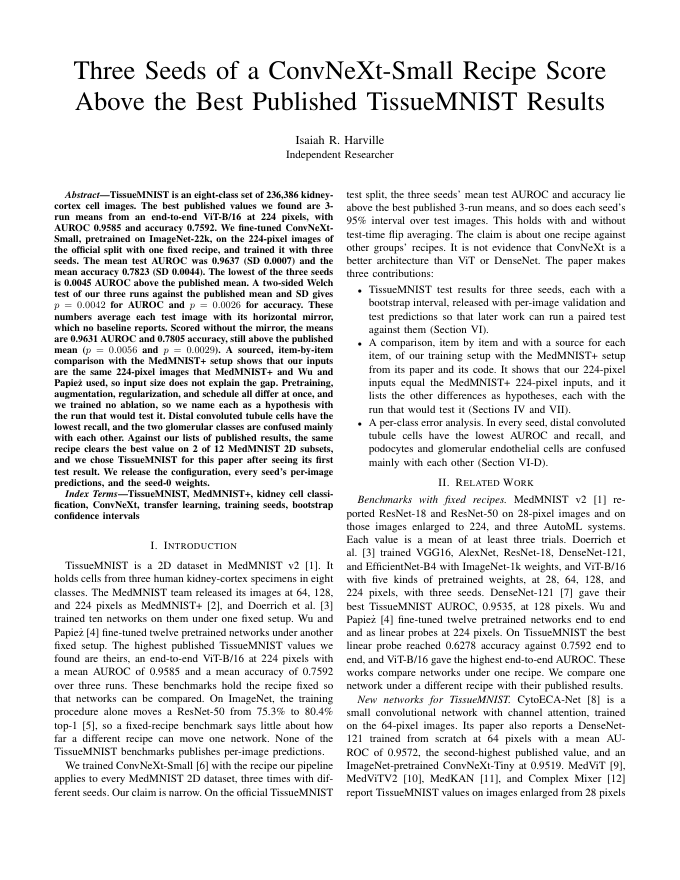 Three Seeds of a ConvNeXt-Small Recipe Score
Above the Best Published TissueMNIST Results
Isaiah R. Harville
Independent Researcher
Abstract—TissueMNIST is an eight-class set of 236,386 kidney-
cortex cell images. The best published values we found are 3-
run means from an end-to-end ViT-B/16 at 224 pixels, with
AUROC 0.9585 and accuracy 0.7592. We fine-tuned ConvNeXt-
Small, pretrained on ImageNet-22k, on the 224-pixel images of
the official split with one fixed recipe, and trained it with three
seeds. The mean test AUROC was 0.9637 (SD 0.0007) and the
mean accuracy 0.7823 (SD 0.0044). The lowest of the three seeds
is 0.0045 AUROC above the published mean. A two-sided Welch
test of our three runs against the published mean and SD gives
p = 0.0042 for AUROC and p = 0.0026 for accuracy. These
numbers average each test image with its horizontal mirror,
which no baseline reports. Scored without the mirror, the means
are 0.9631 AUROC and 0.7805 accuracy, still above the published
mean (p = 0.0056 and p = 0.0029). A sourced, item-by-item
comparison with the MedMNIST+ setup shows that our inputs
are the same 224-pixel images that MedMNIST+ and Wu and
Papież used, so input size does not explain the gap. Pretraining,
augmentation, regularization, and schedule all differ at once, and
we trained no ablation, so we name each as a hypothesis with
the run that would test it. Distal convoluted tubule cells have the
lowest recall, and the two glomerular classes are confused mainly
with each other. Against our lists of published results, the same
recipe clears the best value on 2 of 12 MedMNIST 2D subsets,
and we chose TissueMNIST for this paper after seeing its first
test result. We release the configuration, every seed's per-image
predictions, and the seed-0 weights.
Index Terms—TissueMNIST, MedMNIST+, kidney cell classi-
fication, ConvNeXt, transfer learning, training seeds, bootstrap
confidence intervals
I. INTRODUCTION
TissueMNIST is a 2D dataset in MedMNIST v2 [1]. It
holds cells from three human kidney-cortex specimens in eight
classes. The MedMNIST team released its images at 64, 128,
and 224 pixels as MedMNIST+ [2], and Doerrich et al. [3]
trained ten networks on them under one fixed setup. Wu and
Papież [4] fine-tuned twelve pretrained networks under another
fixed setup. The highest published TissueMNIST values we
found are theirs, an end-to-end ViT-B/16 at 224 pixels with
a mean AUROC of 0.9585 and a mean accuracy of 0.7592
over three runs. These benchmarks hold the recipe fixed so
that networks can be compared. On ImageNet, the training
procedure alone moves a ResNet-50 from 75.3% to 80.4%
top-1 [5], so a fixed-recipe benchmark says little about how
far a different recipe can move one network. None of the
TissueMNIST benchmarks publishes per-image predictions.
We trained ConvNeXt-Small [6] with the recipe our pipeline
applies to every MedMNIST 2D dataset, three times with dif-
ferent seeds. Our claim is narrow. On the official TissueMNIST
test split, the three seeds' mean test AUROC and accuracy lie
above the best published 3-run means, and so does each seed's
95% interval over test images. This holds with and without
test-time flip averaging. The claim is about one recipe against
other groups' recipes. It is not evidence that ConvNeXt is a
better architecture than ViT or DenseNet. The paper makes
three contributions:
• TissueMNIST test results for three seeds, each with a
bootstrap interval, released with per-image validation and
test predictions so that later work can run a paired test
against them (Section VI).
• A comparison, item by item and with a source for each
item, of our training setup with the MedMNIST+ setup
from its paper and its code. It shows that our 224-pixel
inputs equal the MedMNIST+ 224-pixel inputs, and it
lists the other differences as hypotheses, each with the
run that would test it (Sections IV and VII).
• A per-class error analysis. In every seed, distal convoluted
tubule cells have the lowest AUROC and recall, and
podocytes and glomerular endothelial cells are confused
mainly with each other (Section VI-D).
II. RELATED WORK
Benchmarks with fixed recipes. MedMNIST v2 [1] re-
ported ResNet-18 and ResNet-50 on 28-pixel images and on
those images enlarged to 224, and three AutoML systems.
Each value is a mean of at least three trials. Doerrich et
al. [3] trained VGG16, AlexNet, ResNet-18, DenseNet-121,
and EfficientNet-B4 with ImageNet-1k weights, and ViT-B/16
with five kinds of pretrained weights, at 28, 64, 128, and
224 pixels, with three seeds. DenseNet-121 [7] gave their
best TissueMNIST AUROC, 0.9535, at 128 pixels. Wu and
Papież [4] fine-tuned twelve pretrained networks end to end
and as linear probes at 224 pixels. On TissueMNIST the best
linear probe reached 0.6278 accuracy against 0.7592 end to
end, and ViT-B/16 gave the highest end-to-end AUROC. These
works compare networks under one recipe. We compare one
network under a different recipe with their published results.
New networks for TissueMNIST. CytoECA-Net [8] is a
small convolutional network with channel attention, trained
on the 64-pixel images. Its paper also reports a DenseNet-
121 trained from scratch at 64 pixels with a mean AU-
ROC of 0.9572, the second-highest published value, and an
ImageNet-pretrained ConvNeXt-Tiny at 0.9519. MedViT [9],
MedViTV2 [10], MedKAN [11], and Complex Mixer [12]
report TissueMNIST values on images enlarged from 28 pixels